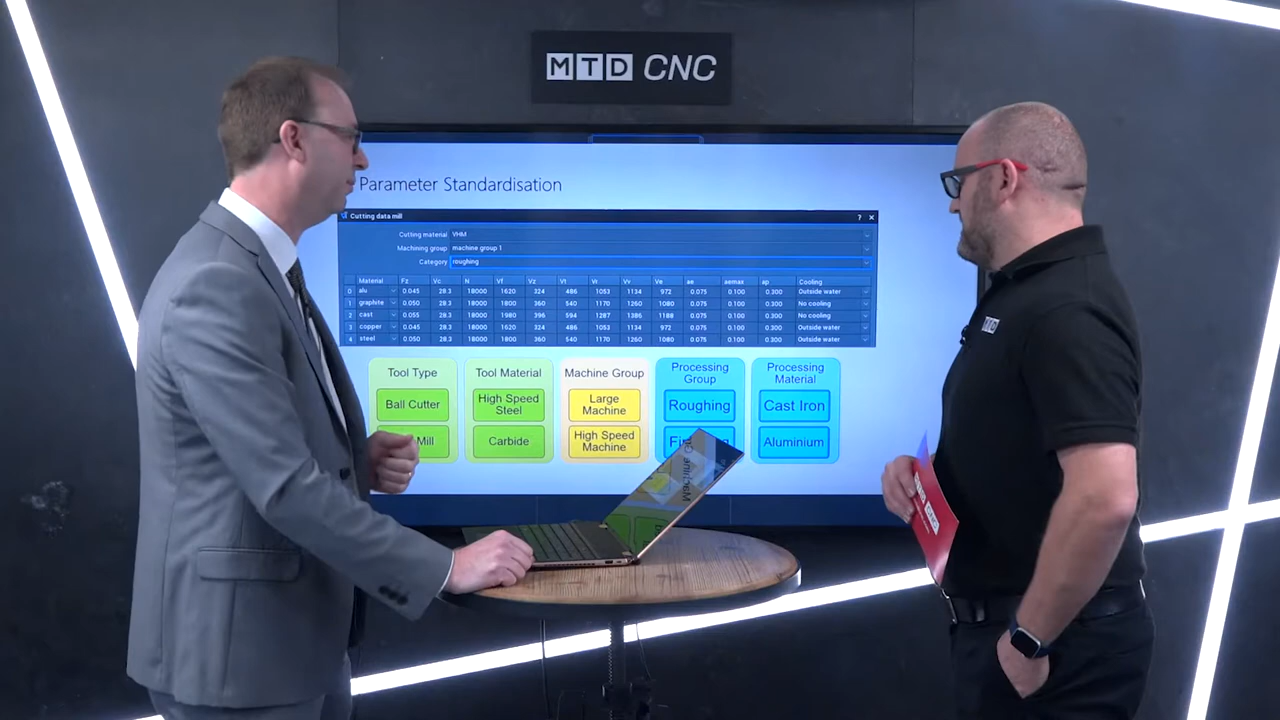 MTD CNC
Parameter Standardisation
Cutting data mill ? ×
Cutting material VHM
Machining group machine group 1
Category roughing
Material Fz Vc N Vf Vz Vt Vr Vv Ve ae aemax ap Cooling
0 alu 0.045 28.3 18000 1620 324 486 1053 1134 972 0.075 0.100 0.300 Outside water
1 graphite 0.050 28.3 18000 1800 360 540 1170 1260 1080 0.075 0.100 0.300 No cooling
2 cast 0.055 28.3 18000 1980 396 594 1287 1386 1188 0.075 0.100 0.300 No cooling
3 copper 0.045 28.3 18000 1620 324 486 1053 1134 972 0.075 0.100 0.300 Outside water
4 steel 0.050 28.3 18000 1800 360 540 1170 1260 1080 0.075 0.100 0.300 Outside water
Tool Type
Ball Cutter
Mill
Tool Material
High Speed
Steel
Carbide
Machine Group
Large
Machine
High Speed
Machine
Processing
Group
Roughing
Processing
Material
Cast Iron
Aluminium
MTD